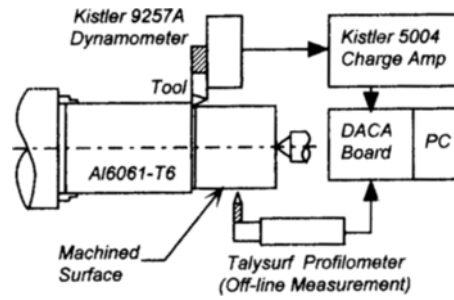 Kistler 9257A
Dynamometer
Kistler 5004
Charge Amp
Tool
DACA
Board
PC
Al6061-T6
Machined
Surface
Talysurf Profilometer
(Off-line Measurement)